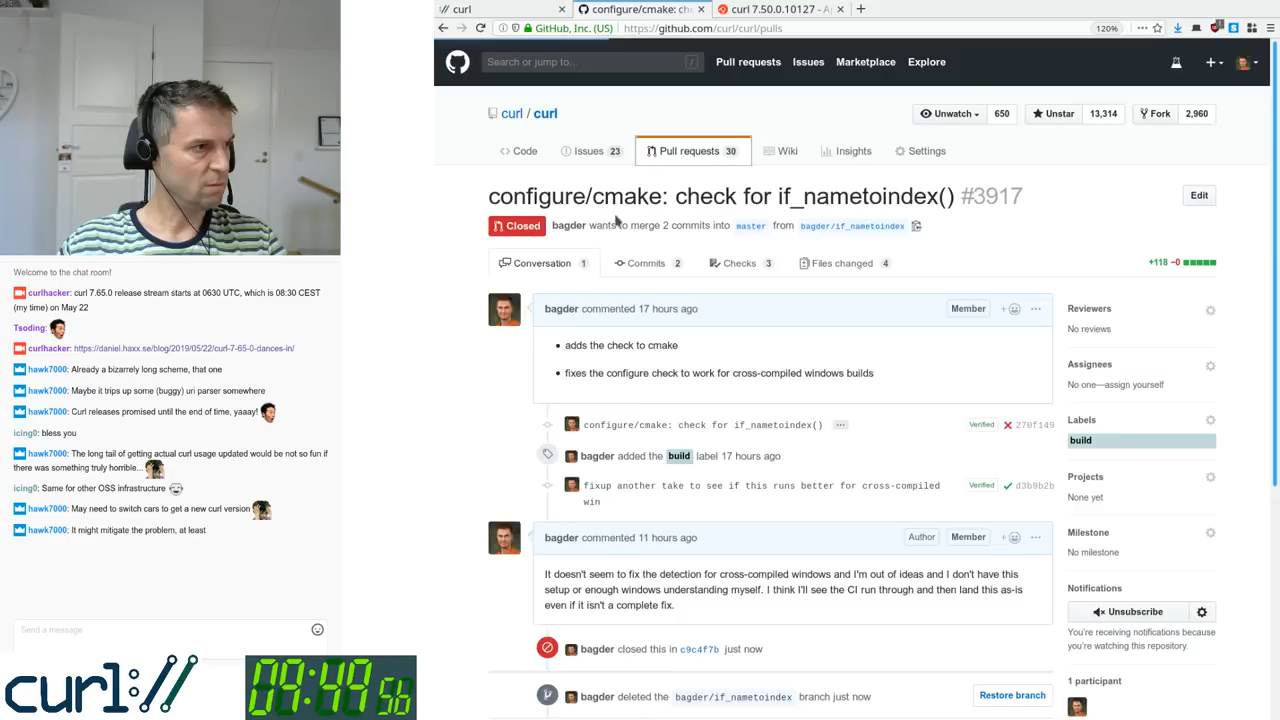 curl
configure/cmake: che
curl 7.50.0.10127 - A
GitHub, Inc. (US)
https://github.com/curl/curl/pulls
120%
Search or jump to...
/
Pull requests
Issues
Marketplace
Explore
curl / curl
Unwatch
650
Unstar
13,314
Fork
2,960
Code
Issues 23
Pull requests 30
Wiki
Insights
Settings
configure/cmake: check for if_nametoindex() #3917
Edit
Closed
bagder wants to merge 2 commits into master from bagder/if_nametoindex
Conversation 1
Commits 2
Checks 3
Files changed 4
+118 −0
bagder commented 17 hours ago
Member
• adds the check to cmake
• fixes the configure check to work for cross-compiled windows builds
configure/cmake: check for if_nametoindex()
Verified
270f149
bagder added the build label 17 hours ago
fixup another take to see if this runs better for cross-compiled
win
Verified
d3b9b2b
bagder commented 11 hours ago
Author
Member
It doesn't seem to fix the detection for cross-compiled windows and I'm out of ideas and I don't have this
setup or enough windows understanding myself. I think I'll see the CI run through and then land this as-is
even if it isn't a complete fix.
bagder closed this in c9c4f7b just now
bagder deleted the bagder/if_nametoindex branch just now
Restore branch
Reviewers
No reviews
Assignees
No one—assign yourself
Labels
build
Projects
None yet
Milestone
No milestone
Notifications
Unsubscribe
You're receiving notifications because
you're watching this repository.
1 participant
Welcome to the chat room!
curlhacker: curl 7.65.0 release stream starts at 0630 UTC, which is 08:30 CEST
(my time) on May 22
Tsoding:
curlhacker: https://daniel.haxx.se/blog/2019/05/22/curl-7-65-0-dances-in/
hawk7000: Already a bizarrely long scheme, that one
hawk7000: Maybe it trips up some (buggy) uri parser somewhere
hawk7000: Curl releases promised until the end of time, yaaay!
icing0: bless you
hawk7000: The long tail of getting actual curl usage updated would be not so fun if
there was something truly horrible...
icing0: Same for other OSS infrastructure
hawk7000: May need to switch cars to get a new curl version
hawk7000: It might mitigate the problem, at least
Send a message
curl://